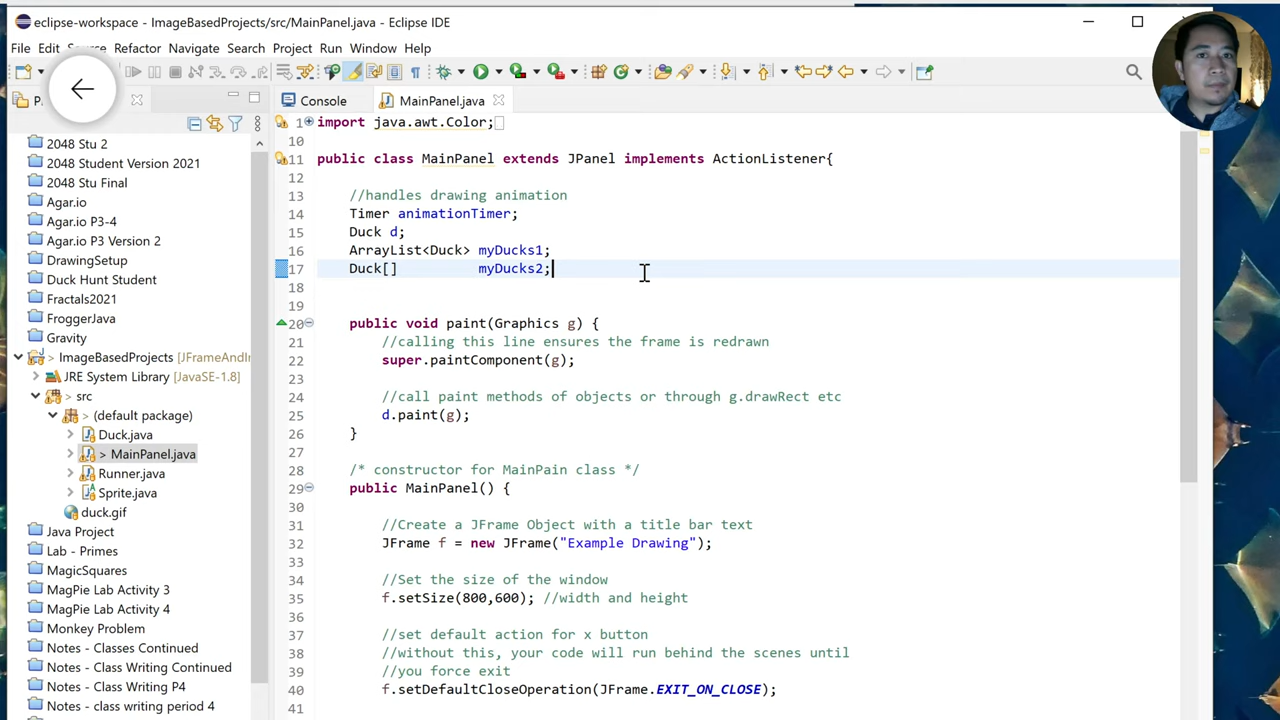 eclipse-workspace - ImageBasedProjects/src/MainPanel.java - Eclipse IDE
File Edit Source Refactor Navigate Search Project Run Window Help
Console MainPanel.java
2048 Stu 2
2048 Student Version 2021
2048 Stu Final
Agar.io
Agar.io P3-4
Agar.io P3 Version 2
DrawingSetup
Duck Hunt Student
Fractals2021
FroggerJava
Gravity
> ImageBasedProjects [JFrameAndIn
JRE System Library [JavaSE-1.8]
> src
> (default package)
Duck.java
> MainPanel.java
Runner.java
Sprite.java
duck.gif
Java Project
Lab - Primes
MagicSquares
MagPie Lab Activity 3
MagPie Lab Activity 4
Monkey Problem
Notes - Classes Continued
Notes - Class Writing Continued
Notes - Class Writing P4
Notes - class writing period 4
1 import java.awt.Color;
10
11 public class MainPanel extends JPanel implements ActionListener{
12
13 //handles drawing animation
14 Timer animationTimer;
15 Duck d;
16 ArrayList<Duck> myDucks1;
17 Duck[] myDucks2;
18
19
20 public void paint(Graphics g) {
21 //calling this line ensures the frame is redrawn
22 super.paintComponent(g);
23
24 //call paint methods of objects or through g.drawRect etc
25 d.paint(g);
26 }
27
28 /* constructor for MainPain class */
29 public MainPanel() {
30
31 //Create a JFrame Object with a title bar text
32 JFrame f = new JFrame("Example Drawing");
33
34 //Set the size of the window
35 f.setSize(800,600); //width and height
36
37 //set default action for x button
38 //without this, your code will run behind the scenes until
39 //you force exit
40 f.setDefaultCloseOperation(JFrame.EXIT_ON_CLOSE);
41